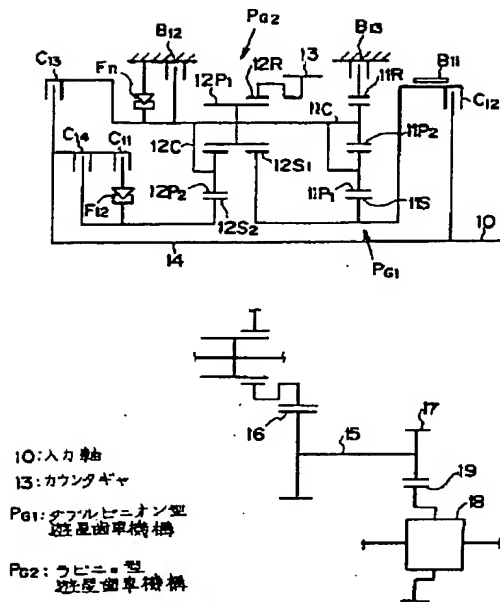 PG2
B12
13
B13
C13
12R
11R
B11
F11
12P1
11C
C12
C14
C11
12C
12S1
11P2
12P2
11P1
11S
F12
12S2
10
14
PG1
17
16
15
19
18
10:入力軸
13:カウンタギヤ
PG1:ダブルピニオン型
遊星歯車機構
PG2:ラビニョ型
遊星歯車機構